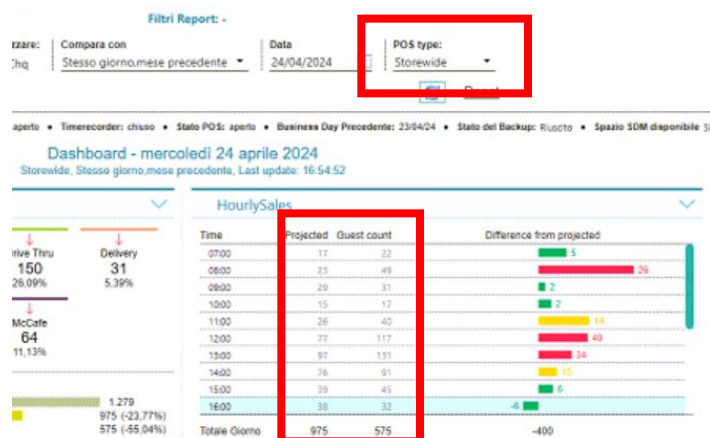 Filtri Report: -
zzare: Compara con Data POS type:
Chq Stesso giorno,mese precedente 24/04/2024 Storewide
Reset
aperto • Timerecorder: chiuso • Stato POS: aperto • Business Day Precedente: 23/04/24 • Stato del Backup: Riuscito • Spazio SDM disponibile
Dashboard - mercoledì 24 aprile 2024
Storewide, Stesso giorno,mese precedente, Last update: 16:54:52
HourlySales
rive Thru Delivery
150 31
26,09% 5,39%
McCafe
64
11,13%
1.279
975 (-23,77%)
575 (-55,04%)
Time Projected Guest count Difference from projected
07:00 17 22 5
08:00 23 49 26
09:00 29 31 2
10:00 15 17 2
11:00 26 40 14
12:00 77 117 40
13:00 97 131 34
14:00 76 91 15
15:00 39 45 6
16:00 38 32 -6
Totale Giorno 975 575 -400